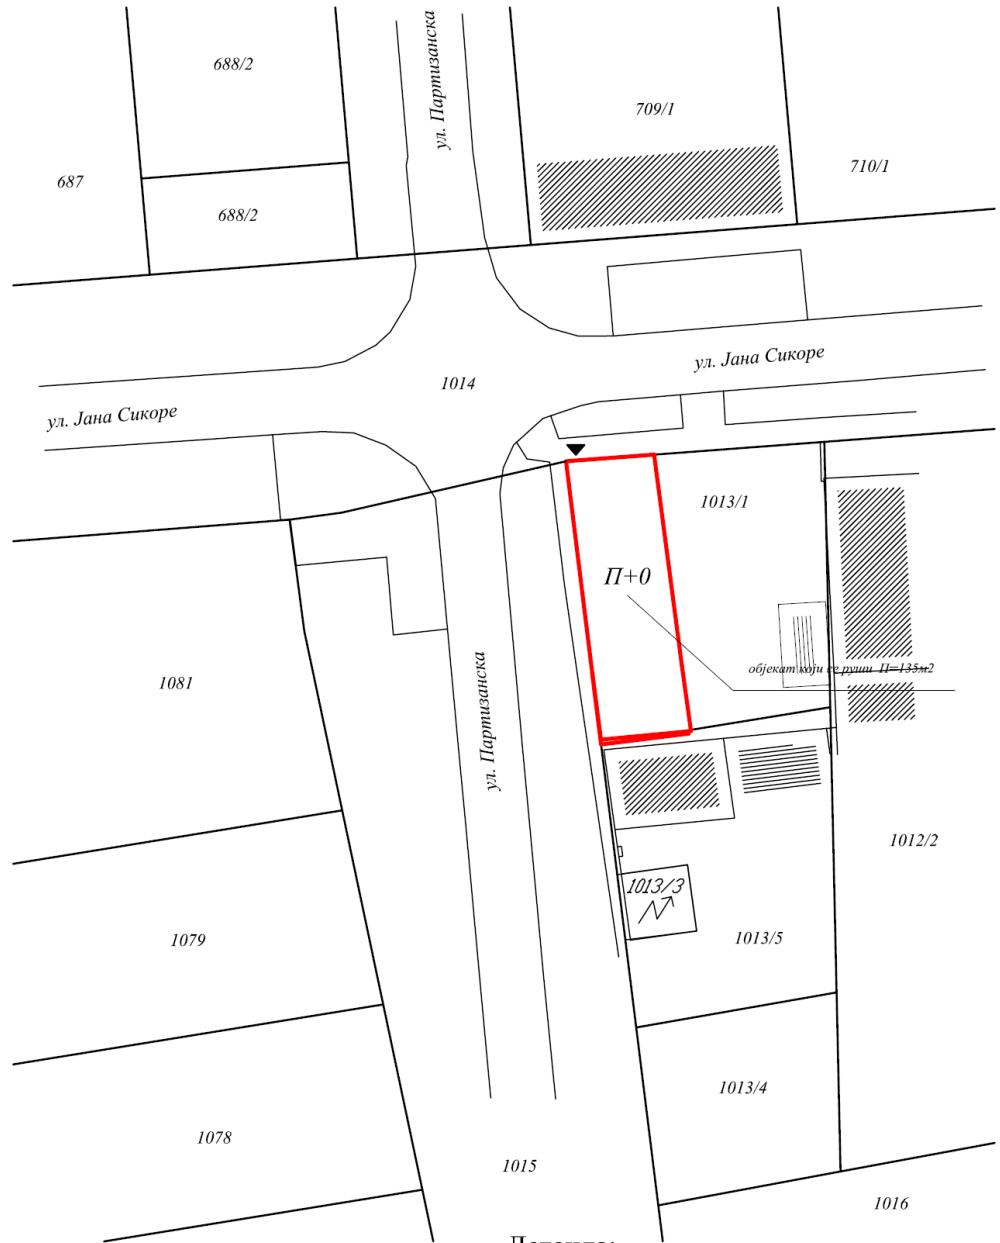 688/2
ул. Партизанска
709/1
687
710/1
688/2
ул. Јана Сикоре
1014
ул. Јана Сикоре
1013/1
П+0
објекат који се руши П=135м2
1081
ул. Партизанска
1012/2
1013/3
1079
1013/5
1013/4
1078
1015
1016